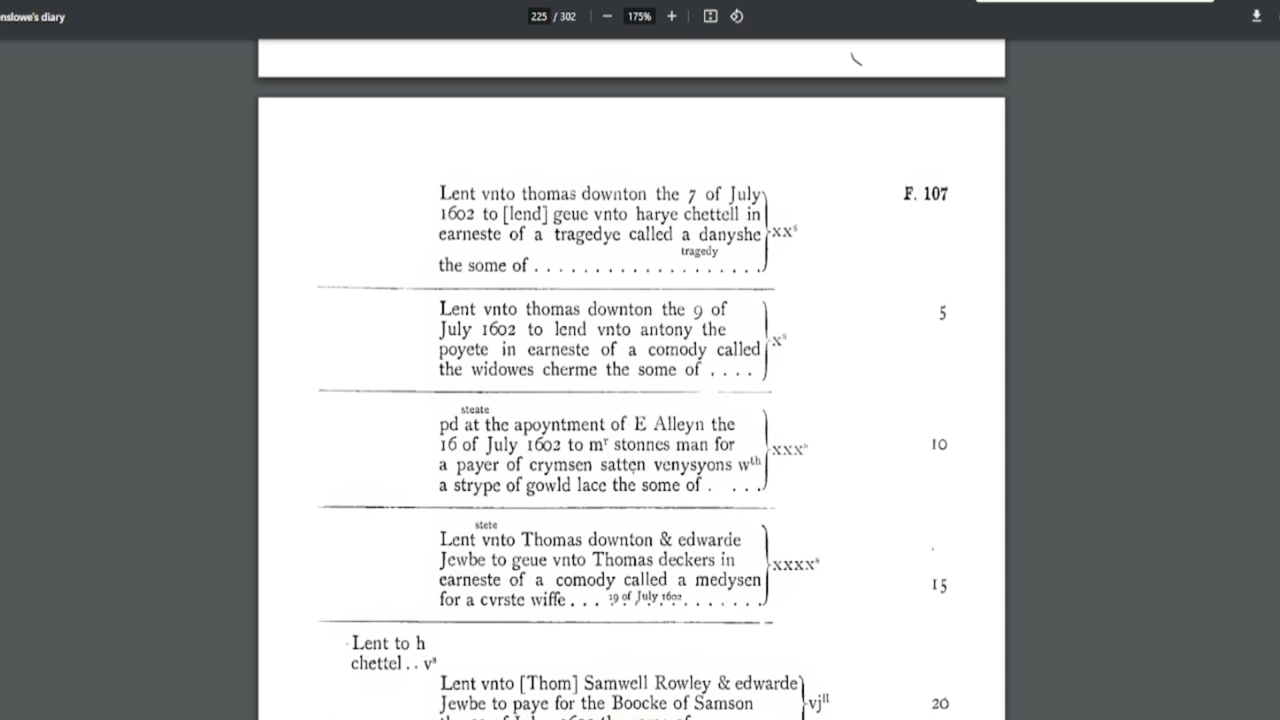 nslowe's diary
225 / 302
175%
Lent vnto thomas downton the 7 of July
F. 107
1602 to [lend] geue vnto harye chettell in
earneste of a tragedye called a danyshe
xxˢ
tragedy
the some of . . . . . . . . . . . . . . . . . .
Lent vnto thomas downton the 9 of
5
July 1602 to lend vnto antony the
poyete in earneste of a comody called
xˢ
the widowes cherme the some of . . . .
steate
pd at the apoyntment of E Alleyn the
16 of July 1602 to mʳ stonnes man for
xxxˢ
10
a payer of crymsen satten venysyons wᵗʰ
a strype of gowld lace the some of . . . .
stete
Lent vnto Thomas downton & edwarde
Jewbe to geue vnto Thomas deckers in
xxxxˢ
earneste of a comody called a medysen
15
for a cvrste wiffe . . . 19 of July 1602 . . . . . . .
Lent to h
chettel . . vˢ
Lent vnto [Thom] Samwell Rowley & edwarde
Jewbe to paye for the Boocke of Samson
vjˡˡ
20